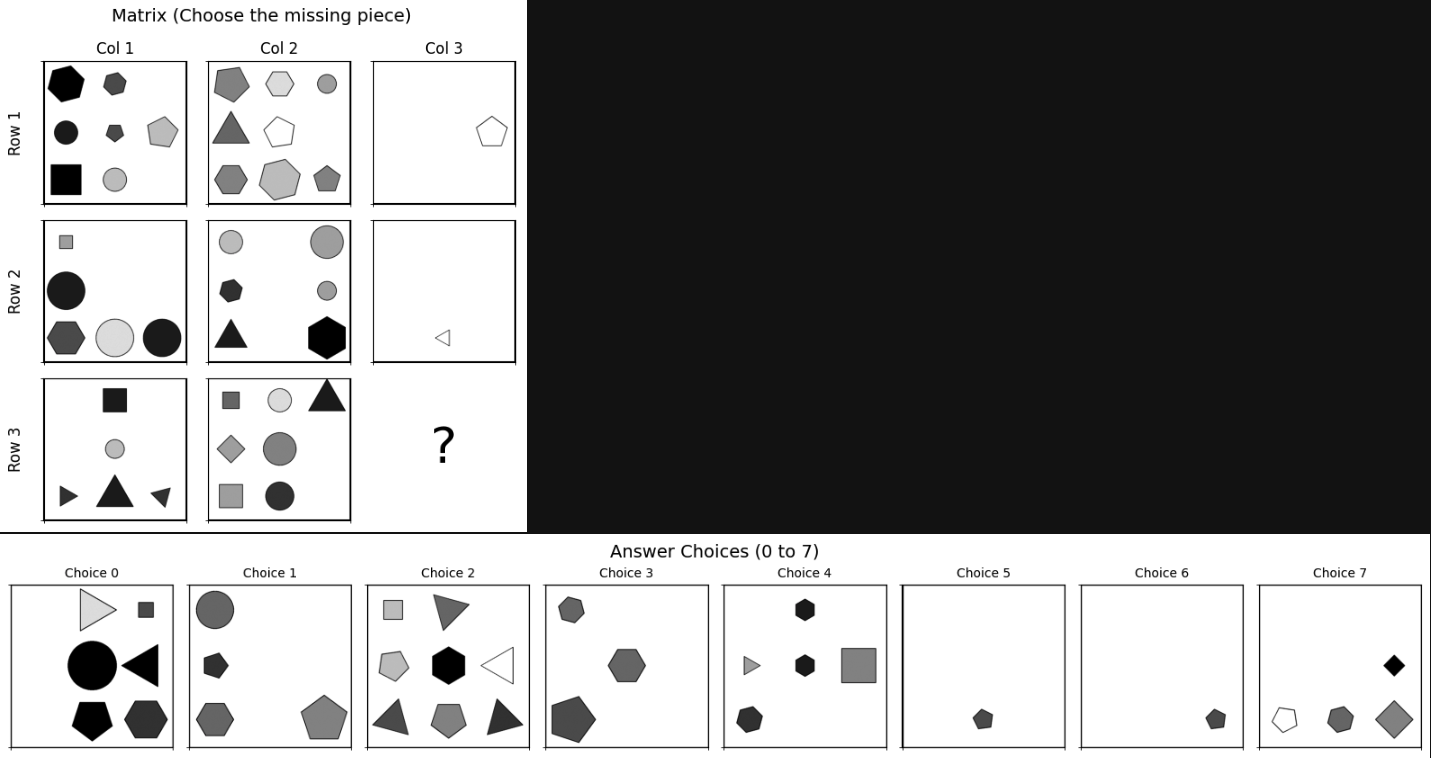 Matrix (Choose the missing piece)
Col 1 Col 2 Col 3
Row 1
Row 2
Row 3
?
Answer Choices (0 to 7)
Choice 0 Choice 1 Choice 2 Choice 3 Choice 4 Choice 5 Choice 6 Choice 7